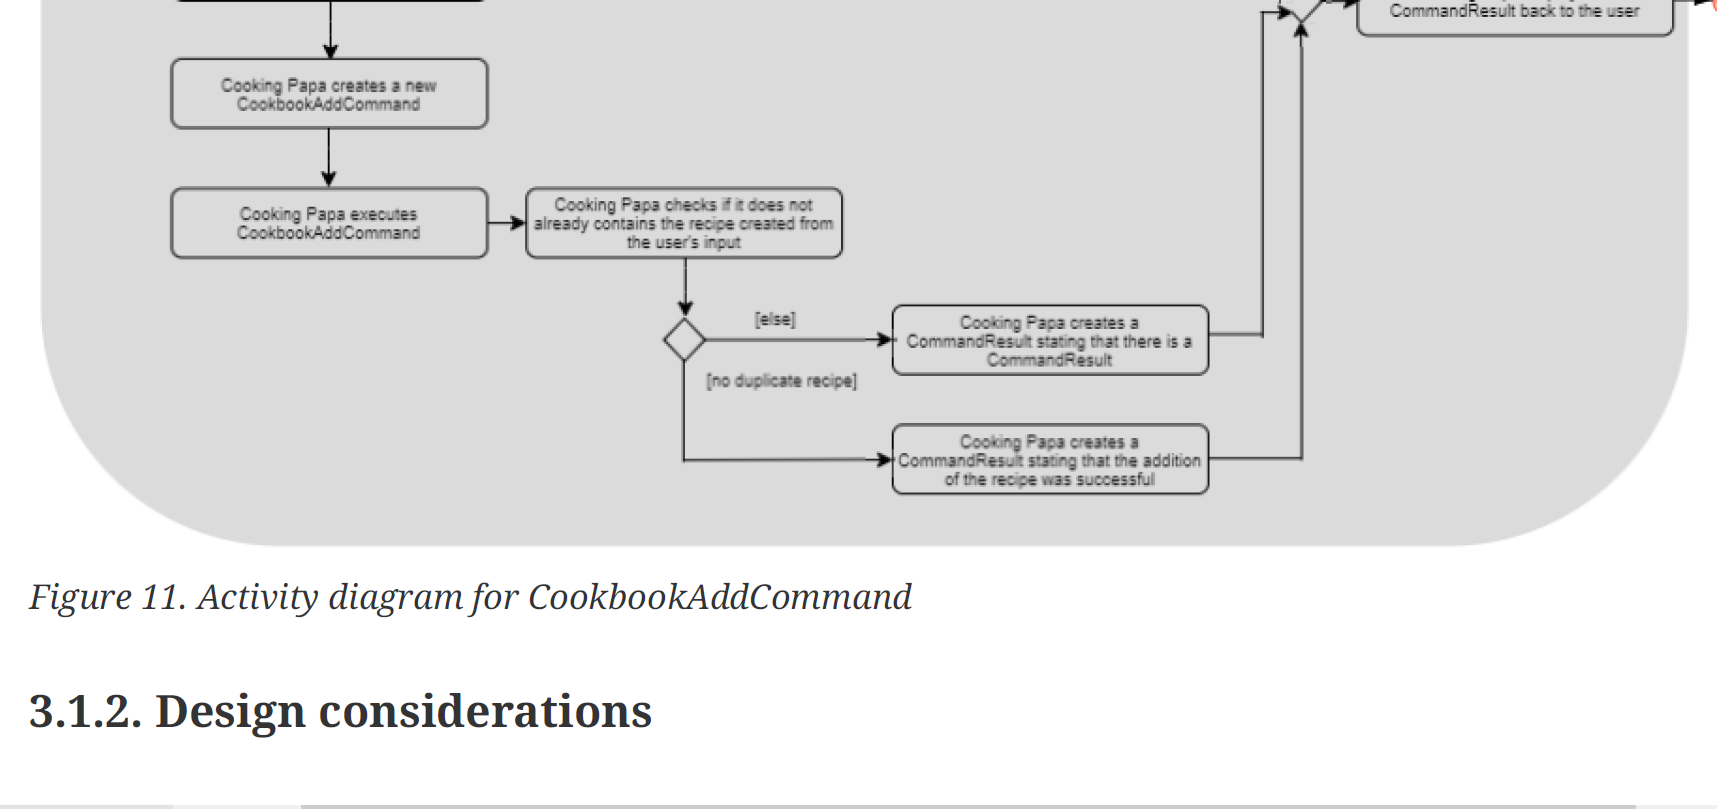 CommandResult back to the user
Cooking Papa creates a new
CookbookAddCommand
Cooking Papa executes
CookbookAddCommand
Cooking Papa checks if it does not
already contains the recipe created from
the user's input
[else]
Cooking Papa creates a
CommandResult stating that there is a
CommandResult
[no duplicate recipe]
Cooking Papa creates a
CommandResult stating that the addition
of the recipe was successful
Figure 11. Activity diagram for CookbookAddCommand
3.1.2. Design considerations